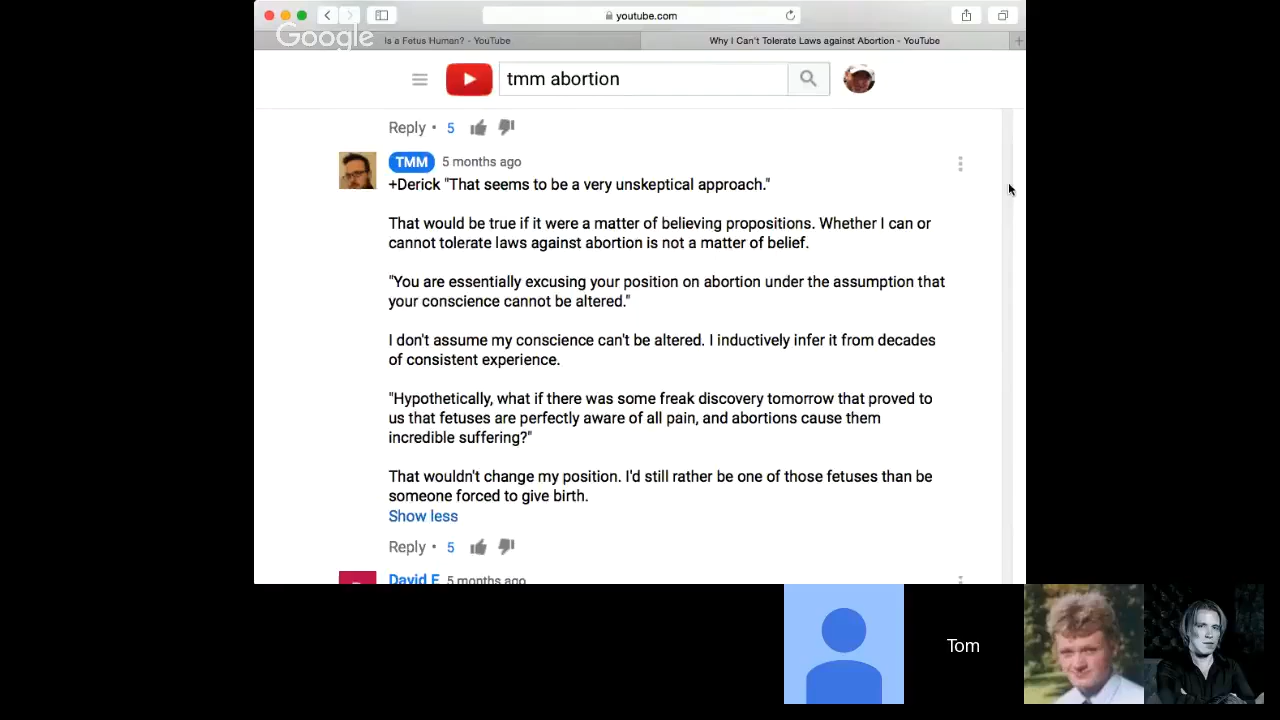 youtube.com
Google
Is a Fetus Human? - YouTube
Why I Can't Tolerate Laws against Abortion - YouTube
tmm abortion
Reply • 5
TMM 5 months ago
+Derick "That seems to be a very unskeptical approach."
That would be true if it were a matter of believing propositions. Whether I can or
cannot tolerate laws against abortion is not a matter of belief.
"You are essentially excusing your position on abortion under the assumption that
your conscience cannot be altered."
I don't assume my conscience can't be altered. I inductively infer it from decades
of consistent experience.
"Hypothetically, what if there was some freak discovery tomorrow that proved to
us that fetuses are perfectly aware of all pain, and abortions cause them
incredible suffering?"
That wouldn't change my position. I'd still rather be one of those fetuses than be
someone forced to give birth.
Show less
Reply • 5
David F 5 months ago
Tom